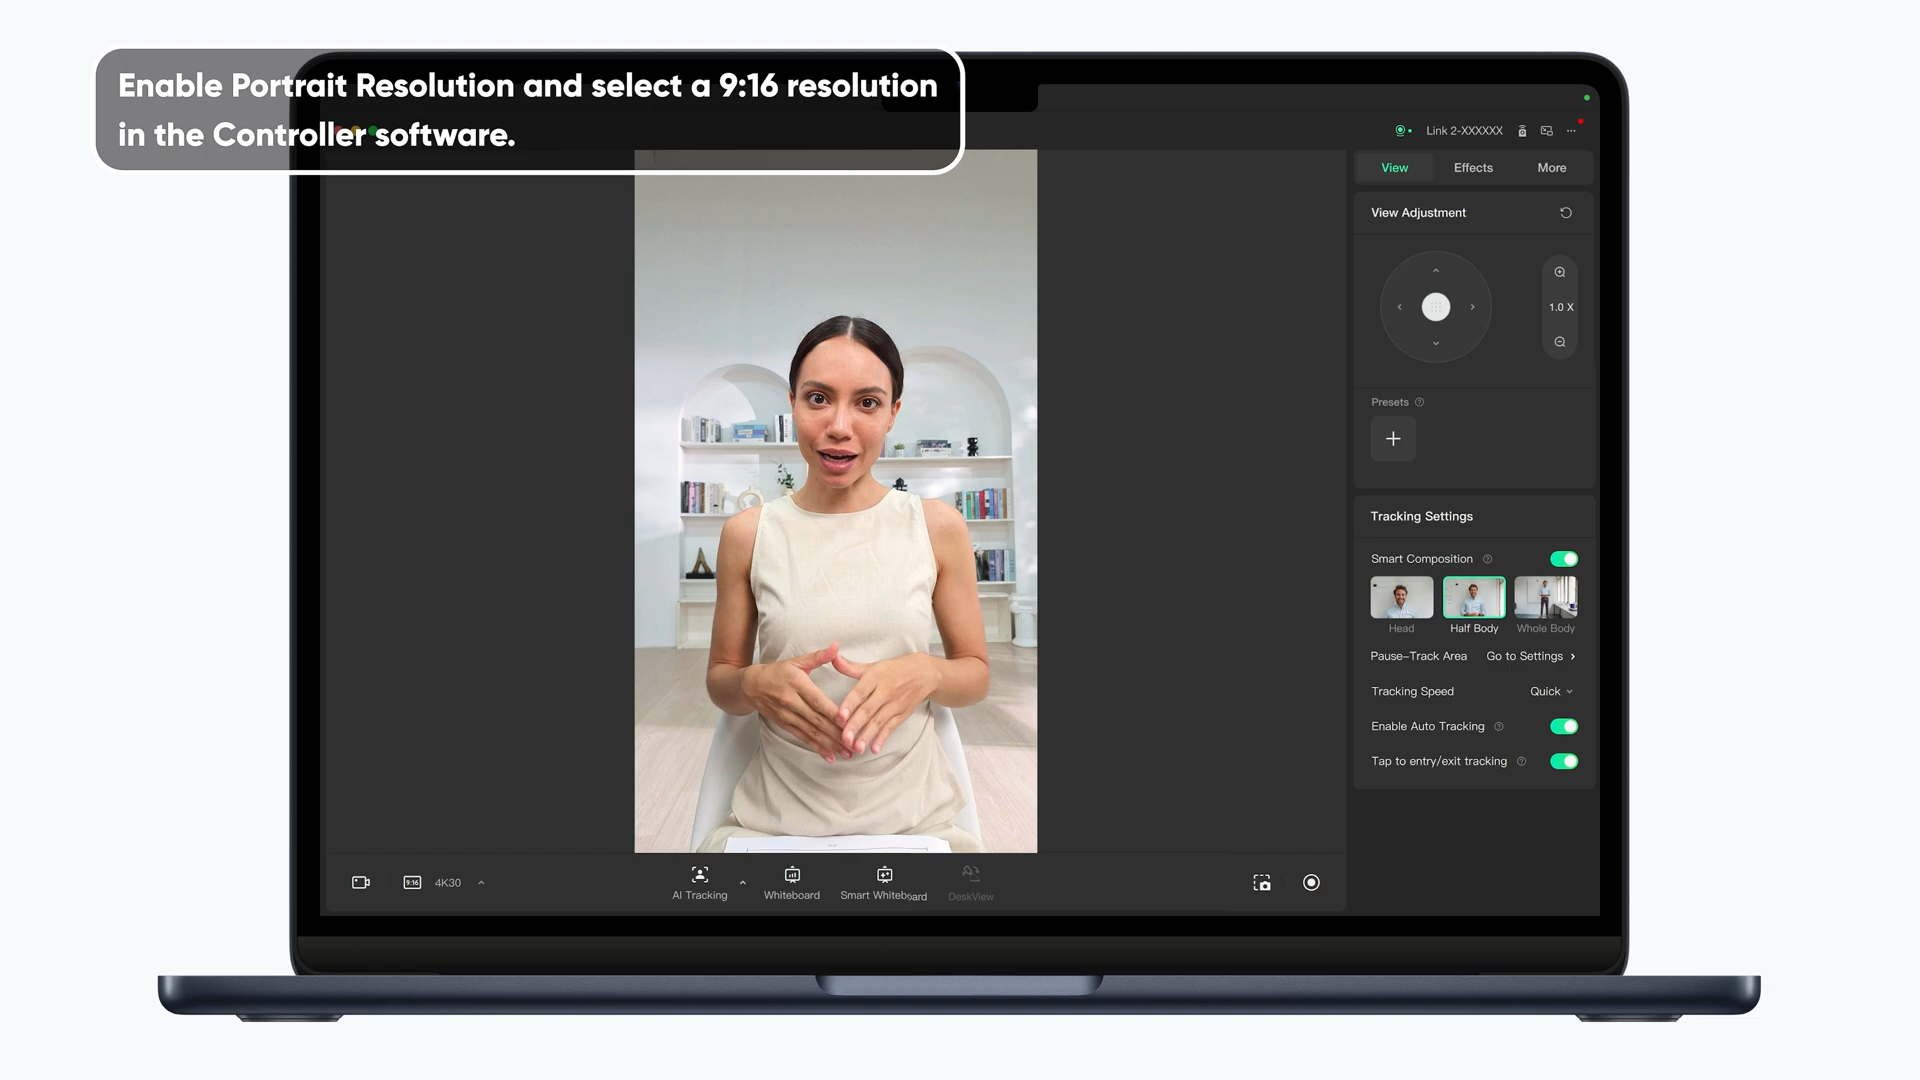 Enable Portrait Resolution and select a 9:16 resolution
in the Controller software.
Link 2-XXXXXX
View Effects More
View Adjustment
1.0 X
Presets
Tracking Settings
Smart Composition
Head Half Body Whole Body
Pause-Track Area Go to Settings
Tracking Speed Quick
Enable Auto Tracking
Tap to entry/exit tracking
9:16 4K30
AI Tracking Whiteboard Smart Whiteboard DeskView